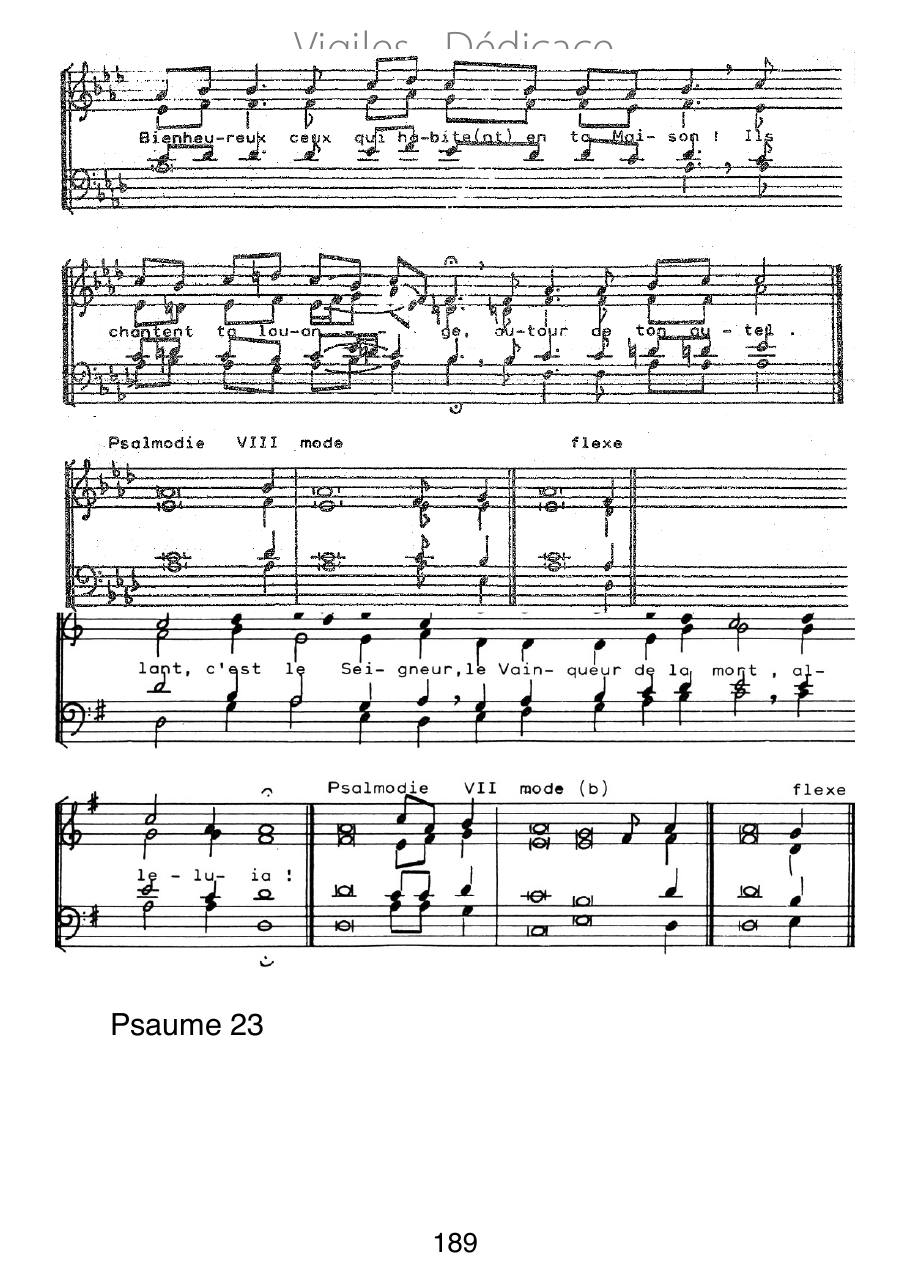 Vigiles Dédicace
Bienheu-reux ceux qui ha-bite(nt) en ta Mai-son ! Ils
chantent ta louan - - ge, au-tour de ton au-tel .
Psalmodie VIII mode flexe
lant, c'est le Sei-gneur,le Vain-queur de la mort , al-
Psalmodie VII mode (b) flexe
le - lu- ia !
Psaume 23
189